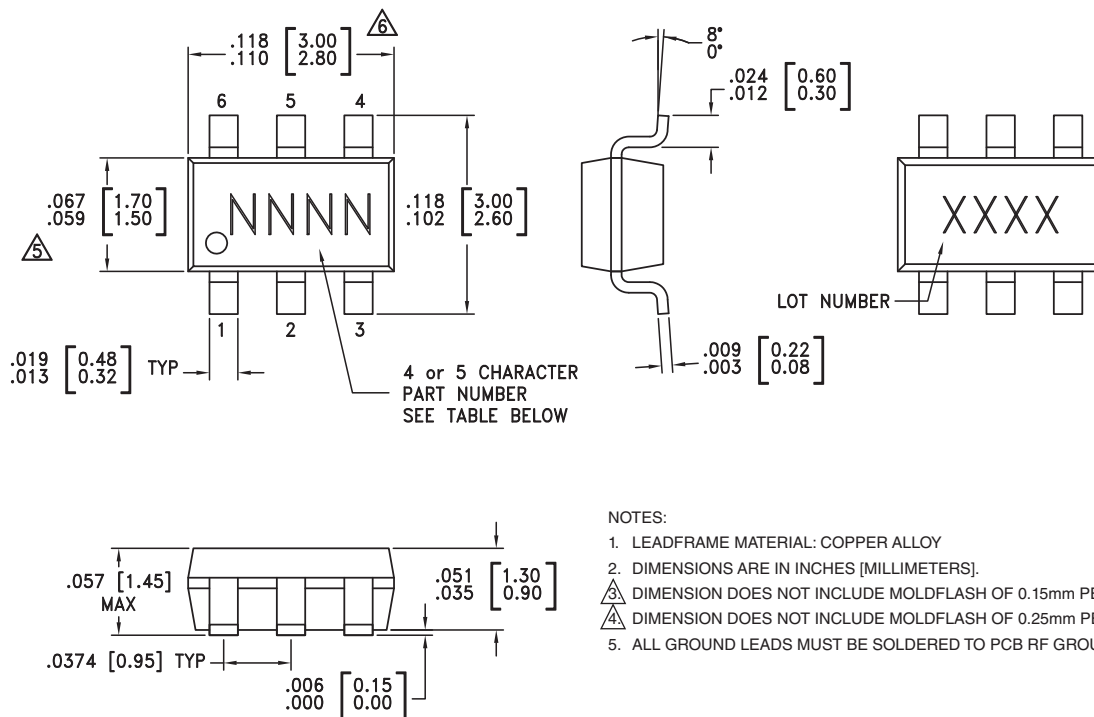 .118 [3.00]
.110 [2.80]
6
8°
0°
.024 [0.60]
.012 [0.30]
6 5 4
.067 [1.70]
.059 [1.50]
5
NNNN
.118 [3.00]
.102 [2.60]
XXXX
LOT NUMBER
1 2 3
.019 [0.48]
.013 [0.32]
TYP
4 or 5 CHARACTER
PART NUMBER
SEE TABLE BELOW
.009 [0.22]
.003 [0.08]
.057 [1.45]
MAX
.051 [1.30]
.035 [0.90]
.0374 [0.95] TYP
.006 [0.15]
.000 [0.00]
NOTES:
1. LEADFRAME MATERIAL: COPPER ALLOY
2. DIMENSIONS ARE IN INCHES [MILLIMETERS].
3. DIMENSION DOES NOT INCLUDE MOLDFLASH OF 0.15mm
4. DIMENSION DOES NOT INCLUDE MOLDFLASH OF 0.25mm
5. ALL GROUND LEADS MUST BE SOLDERED TO PCB RF